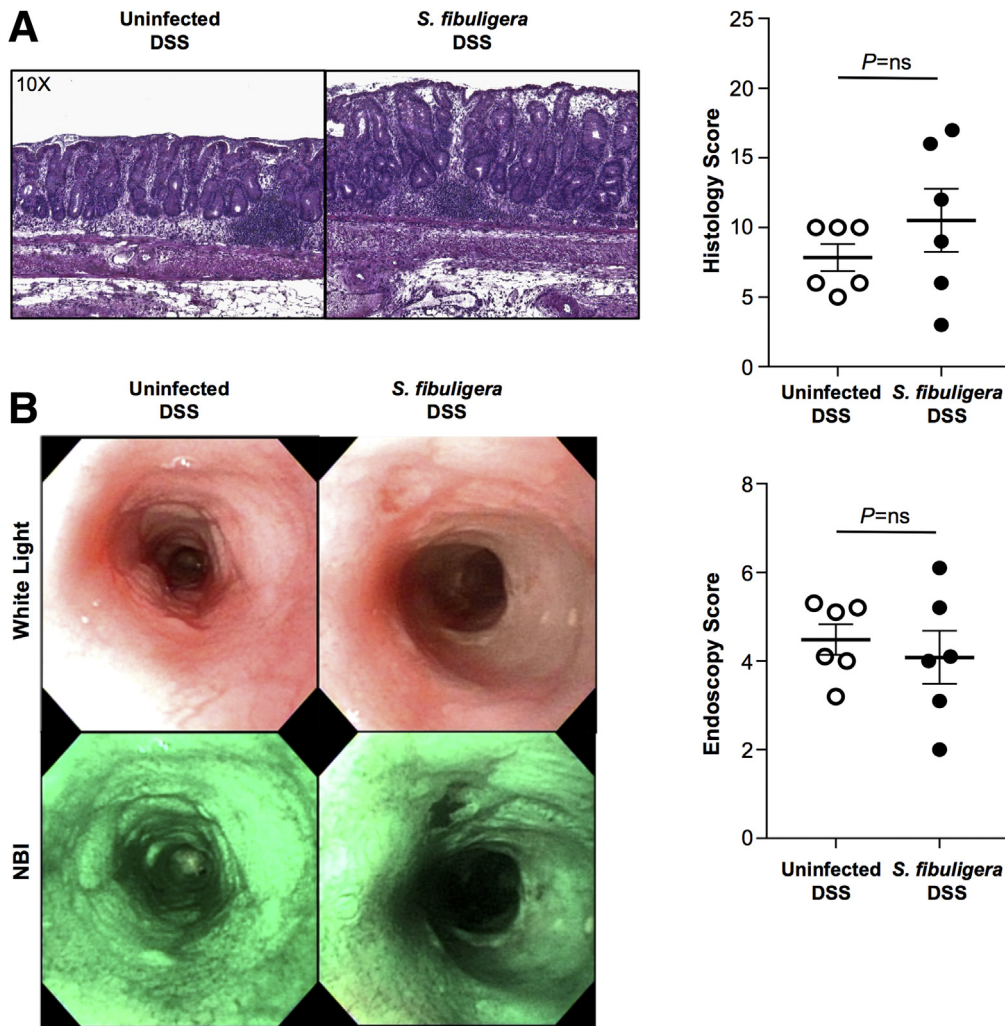 A
Uninfected
DSS
S. fibuligera
DSS
10X
25
20
15
10
5
0
Histology Score
P=ns
Uninfected
DSS
S. fibuligera
DSS
B
Uninfected
DSS
S. fibuligera
DSS
White Light
NBI
8
6
4
2
0
Endoscopy Score
P=ns
Uninfected
DSS
S. fibuligera
DSS